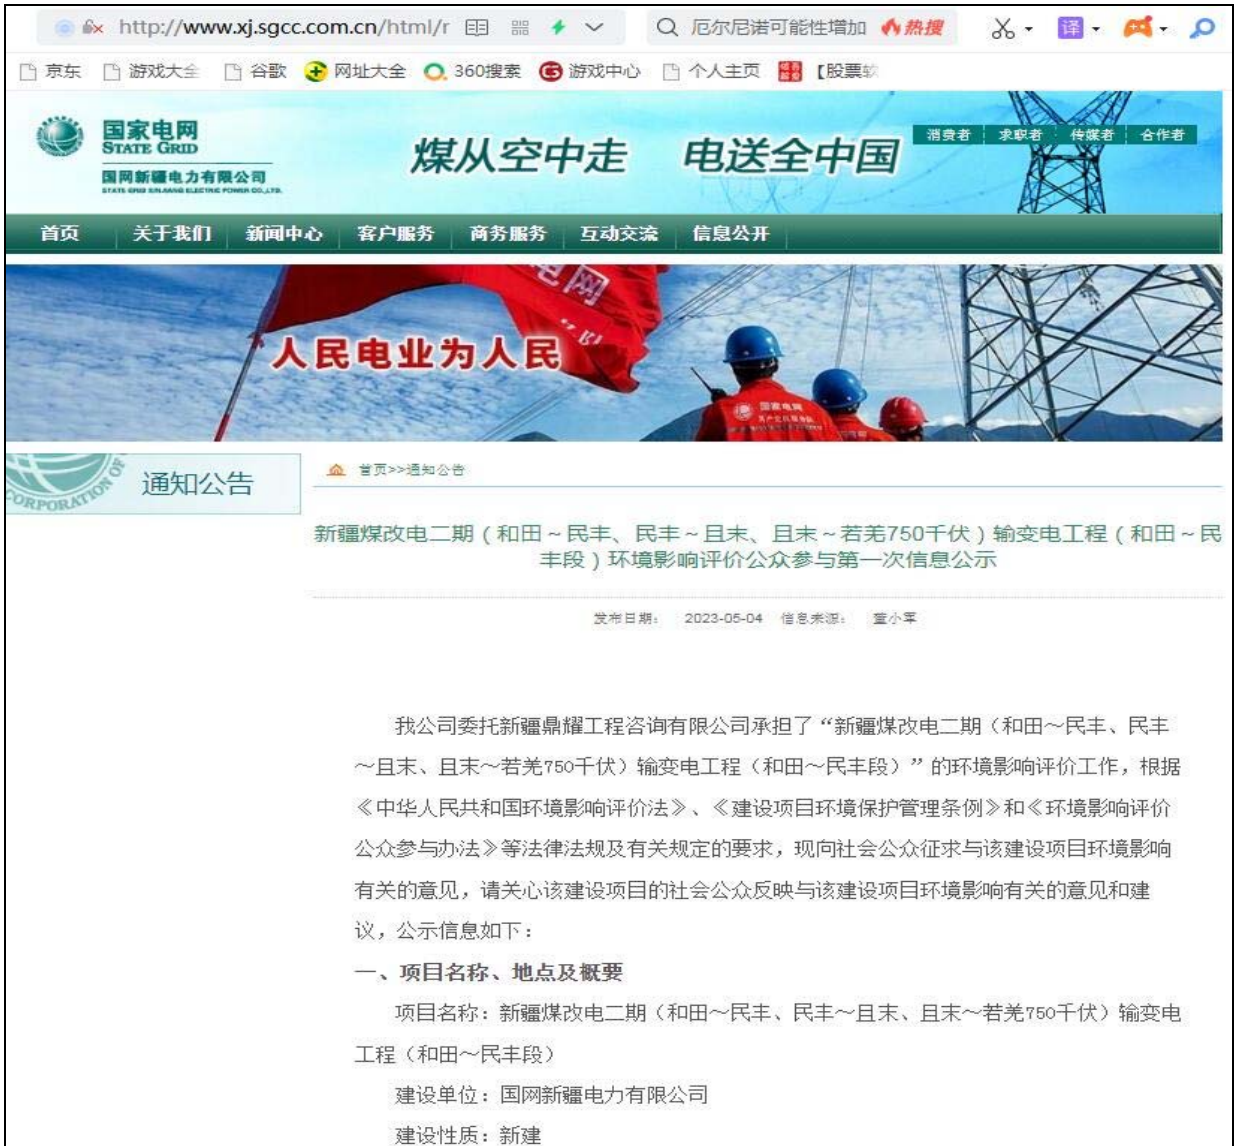 http://www.xj.sgcc.com.cn/html/r
厄尔尼诺可能性增加 热搜
译
京东 游戏大全 谷歌 网址大全 360搜索 游戏中心 个人主页 【股票软
国家电网
STATE GRID
国网新疆电力有限公司
STATE GRID XINJIANG ELECTRIC POWER CO.,LTD.
煤从空中走 电送全中国
消费者 求职者 传媒者 合作者
首页 关于我们 新闻中心 客户服务 商务服务 互动交流 信息公开
电网
人民电业为人民
国家电网
CORPORATION OF
通知公告
首页>>通知公告
新疆煤改电二期（和田～民丰、民丰～且末、且末～若羌750千伏）输变电工程（和田～民
丰段）环境影响评价公众参与第一次信息公示
发布日期： 2023-05-04 信息来源： 董小军
我公司委托新疆鼎耀工程咨询有限公司承担了“新疆煤改电二期（和田～民丰、民丰
～且末、且末～若羌750千伏）输变电工程（和田～民丰段）”的环境影响评价工作，根据
《中华人民共和国环境影响评价法》、《建设项目环境保护管理条例》和《环境影响评价
公众参与办法》等法律法规及有关规定的要求，现向社会公众征求与该建设项目环境影响
有关的意见，请关心该建设项目的社会公众反映与该建设项目环境影响有关的意见和建
议，公示信息如下：
一、项目名称、地点及概要
项目名称：新疆煤改电二期（和田～民丰、民丰～且末、且末～若羌750千伏）输变电
工程（和田～民丰段）
建设单位：国网新疆电力有限公司
建设性质：新建